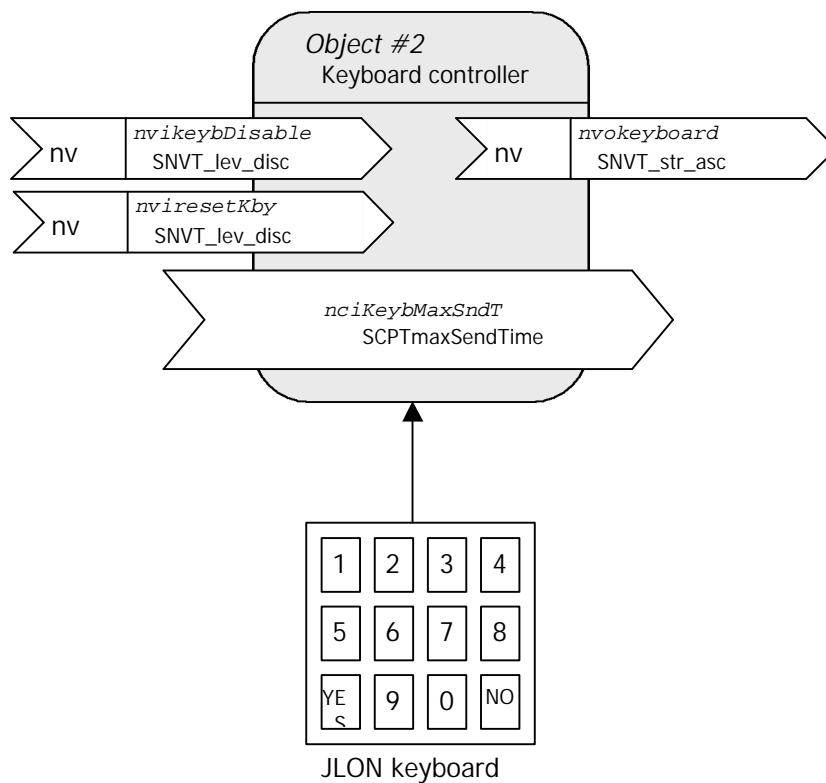 Object #2
Keyboard controller
nv
nvikeybDisable
SNVT_lev_disc
nv
nvokeyboard
SNVT_str_asc
nv
nviresetKby
SNVT_lev_disc
nciKeybMaxSndT
SCPTmaxSendTime
1 2 3 4
5 6 7 8
YE
S
9 0 NO
JLON keyboard